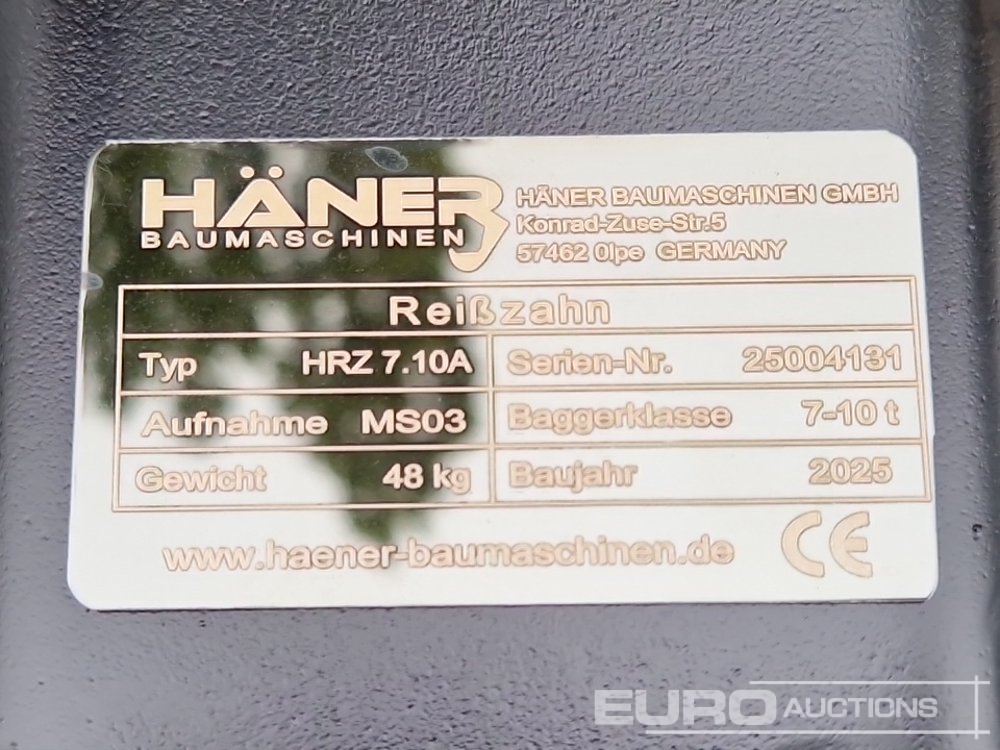 HÄNER
BAUMASCHINEN
HÄNER BAUMASCHINEN GMBH
Konrad-Zuse-Str.5
57462 Olpe GERMANY
Reißzahn
Typ HRZ 7.10A Serien-Nr. 25004131
Aufnahme MS03 Baggerklasse 7-10 t
Gewicht 48 kg Baujahr 2025
www.haener-baumaschinen.de CE
EURO AUCTIONS